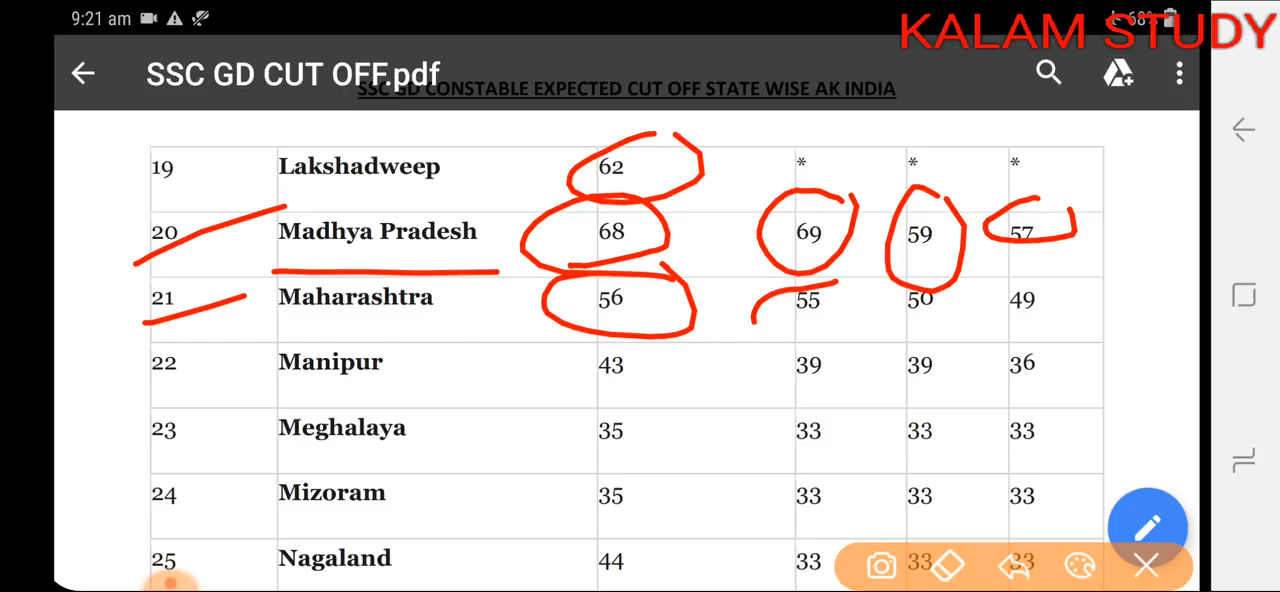 9:21 am
68%
KALAM STUDY
SSC GD CUT OFF.pdf
SSC GD CONSTABLE EXPECTED CUT OFF STATE WISE AK INDIA
19 Lakshadweep 62 * * *
20 Madhya Pradesh 68 69 59 57
21 Maharashtra 56 55 50 49
22 Manipur 43 39 39 36
23 Meghalaya 35 33 33 33
24 Mizoram 35 33 33 33
25 Nagaland 44 33 33 33